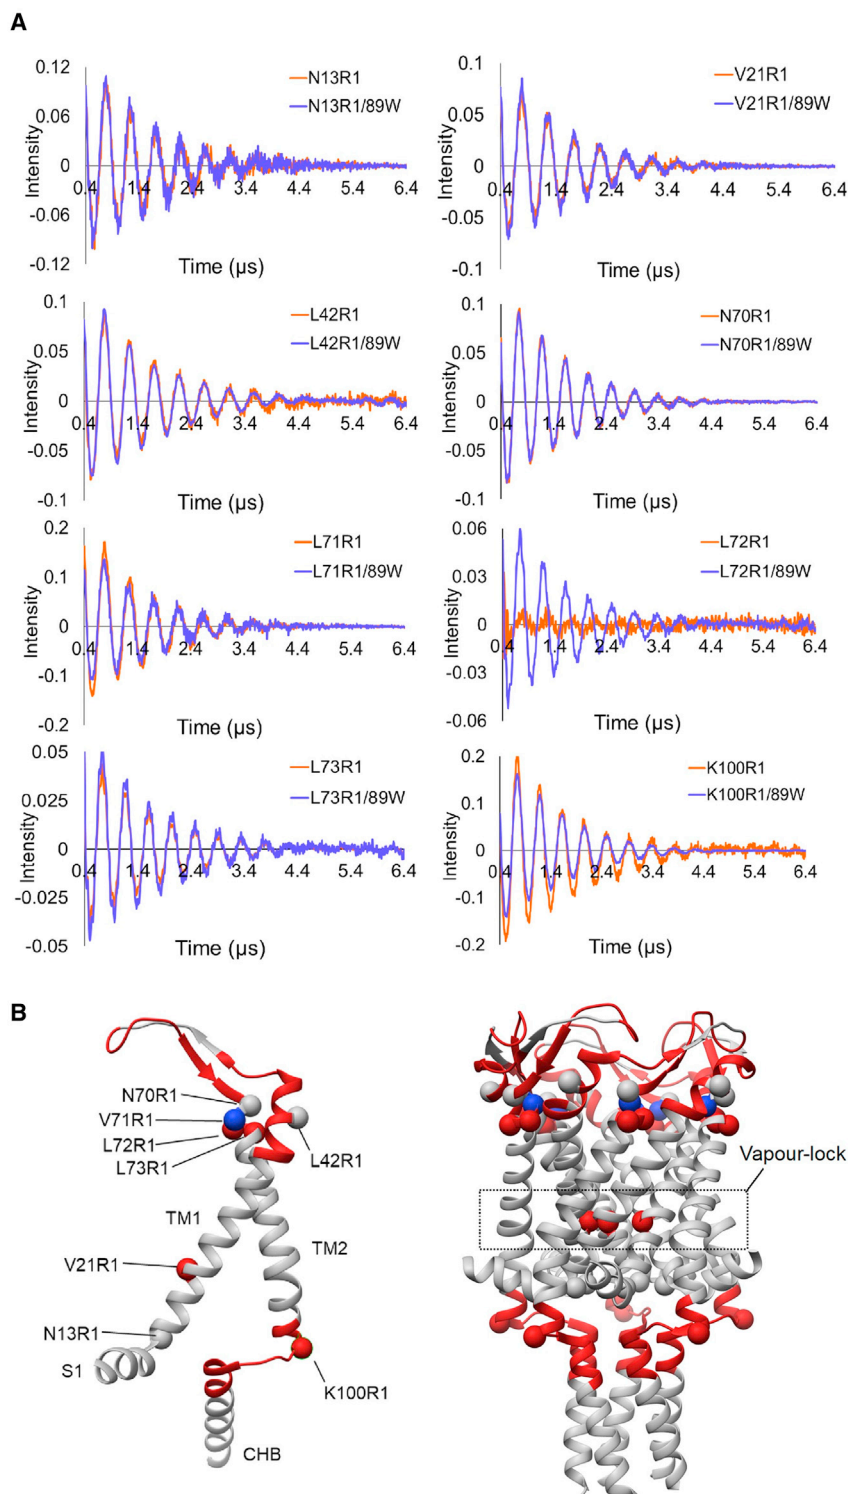 A
0.12
0.06
0
-0.06
-0.12
Intensity
0.4 1.4 2.4 3.4 4.4 5.4 6.4
Time (µs)
N13R1
N13R1/89W
0.1
0.05
0
-0.05
-0.1
Intensity
0.4 1.4 2.4 3.4 4.4 5.4 6.4
Time (µs)
V21R1
V21R1/89W
0.1
0.05
0
-0.05
-0.1
Intensity
0.4 1.4 2.4 3.4 4.4 5.4 6.4
Time (µs)
L42R1
L42R1/89W
0.1
0.05
0
-0.05
-0.1
Intensity
0.4 1.4 2.4 3.4 4.4 5.4 6.4
Time (µs)
N70R1
N70R1/89W
0.2
0.1
0
-0.1
-0.2
Intensity
0.4 1.4 2.4 3.4 4.4 5.4 6.4
Time (µs)
L71R1
L71R1/89W
0.06
0.03
0
-0.03
-0.06
Intensity
0.4 1.4 2.4 3.4 4.4 5.4 6.4
Time (µs)
L72R1
L72R1/89W
0.05
0.025
0
-0.025
-0.05
Intensity
0.4 1.4 2.4 3.4 4.4 5.4 6.4
Time (µs)
L73R1
L73R1/89W
0.2
0.1
0
-0.1
-0.2
Intensity
0.4 1.4 2.4 3.4 4.4 5.4 6.4
Time (µs)
K100R1
K100R1/89W
B
N70R1
V71R1
L72R1
L73R1
L42R1
TM1
TM2
V21R1
N13R1
S1
K100R1
CHB
Vapour-lock